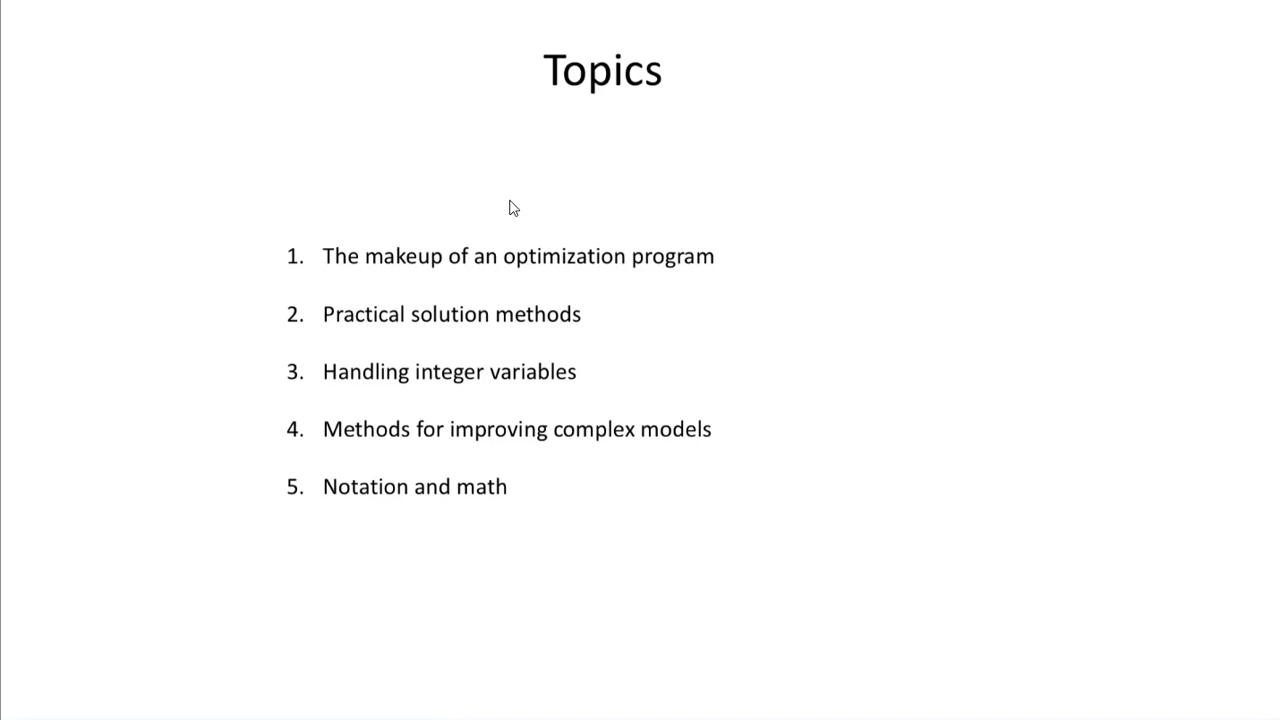 Topics
1. The makeup of an optimization program
2. Practical solution methods
3. Handling integer variables
4. Methods for improving complex models
5. Notation and math